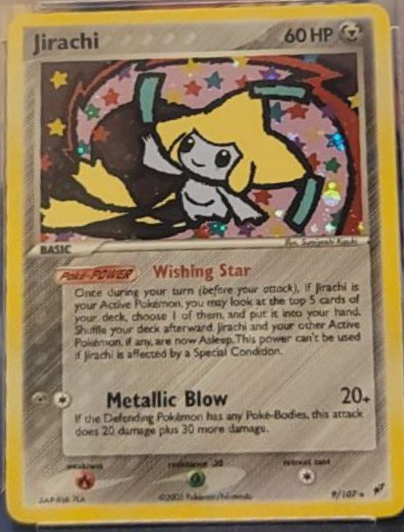 Jirachi 60 HP
BASIC
POKé-POWER Wishing Star
Once during your turn (before your attack), if Jirachi is
your Active Pokémon, you may look at the top 5 cards of
your deck, choose 1 of them, and put it into your hand.
Shuffle your deck afterward. Jirachi and your other Active
Pokémon, if any, are now Asleep. This power can't be used
if Jirachi is affected by a Special Condition.
Metallic Blow 20+
If the Defending Pokémon has any Poké-Bodies, this attack
does 20 damage plus 30 more damage.
weakness resistance -30 retreat cost
©2005 Pokémon/Nintendo 9/107